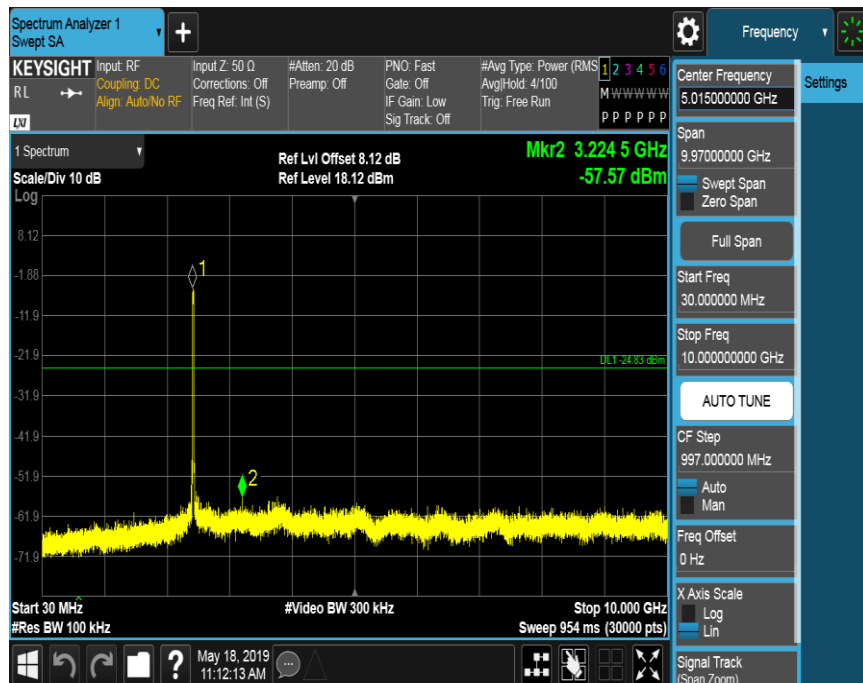 Spectrum Analyzer 1
Swept SA
+
Frequency
KEYSIGHT
RL
LXI
Input: RF
Coupling: DC
Align: Auto/No RF
Input Z: 50 Ω
Corrections: Off
Freq Ref: Int (S)
#Atten: 20 dB
Preamp: Off
PNO: Fast
Gate: Off
IF Gain: Low
Sig Track: Off
#Avg Type: Power (RMS
Avg|Hold: 4/100
Trig: Free Run
1 2 3 4 5 6
M W W W W W
P P P P P P
Settings
Center Frequency
5.015000000 GHz
Span
9.97000000 GHz
Swept Span
Zero Span
Full Span
Start Freq
30.000000 MHz
Stop Freq
10.000000000 GHz
AUTO TUNE
CF Step
997.000000 MHz
Auto
Man
Freq Offset
0 Hz
X Axis Scale
Log
Lin
Signal Track
(Span Zoom)
1 Spectrum
Scale/Div 10 dB
Log
Ref Lvl Offset 8.12 dB
Ref Level 18.12 dBm
Mkr2 3.224 5 GHz
-57.57 dBm
8.12
-1.88
-11.9
-21.9
-31.9
-41.9
-51.9
-61.9
-71.9
1
DL1 -24.83 dBm
2
Start 30 MHz
#Res BW 100 kHz
#Video BW 300 kHz
Stop 10.000 GHz
Sweep 954 ms (30000 pts)
?
May 18, 2019
11:12:13 AM